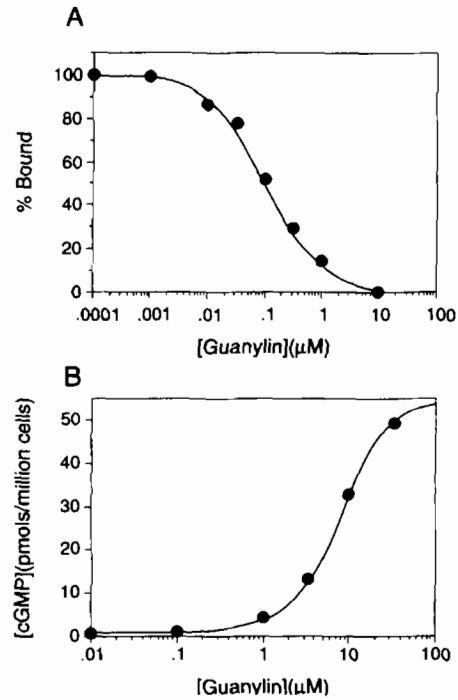 A
% Bound
100
80
60
40
20
0
.0001 .001 .01 .1 1 10 100
[Guanylin](µM)
B
[cGMP](pmols/million cells)
50
40
30
20
10
0
.01 .1 1 10 100
[Guanylin](µM)